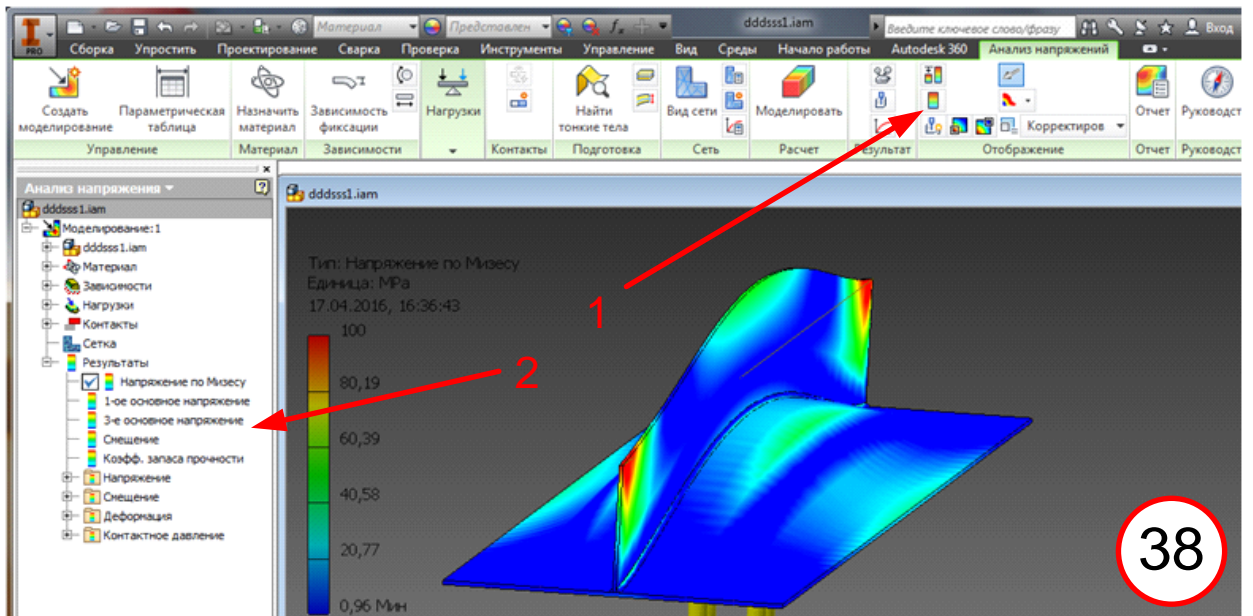 PRO
Материал
Представлен
dddsss1.iam
Введите ключевое слово/фразу
Вход
Сборка Упростить Проектирование Сварка Проверка Инструменты Управление Вид Среды Начало работы Autodesk 360 Анализ напряжений
Создать моделирование
Параметрическая таблица
Назначить материал
Зависимость фиксации
Нагрузки
Найти тонкие тела
Вид сети
Моделировать
Корректиров
Отчет
Руководст
Управление Материал Зависимости Контакты Подготовка Сеть Расчет Результат Отображение Отчет Руководст
Анализ напряжения
dddsss1.iam
Моделирование:1
dddsss1.iam
Материал
Зависимости
Нагрузки
Контакты
Сетка
Результаты
Напряжение по Мизесу
1-ое основное напряжение
3-е основное напряжение
Смещение
Коэфф. запаса прочности
Напряжение
Смещение
Деформация
Контактное давление
dddsss1.iam
Тип: Напряжение по Мизесу
Единица: MPa
17.04.2016, 16:36:43
100
80,19
60,39
40,58
20,77
0,96 Мин
1
2
38